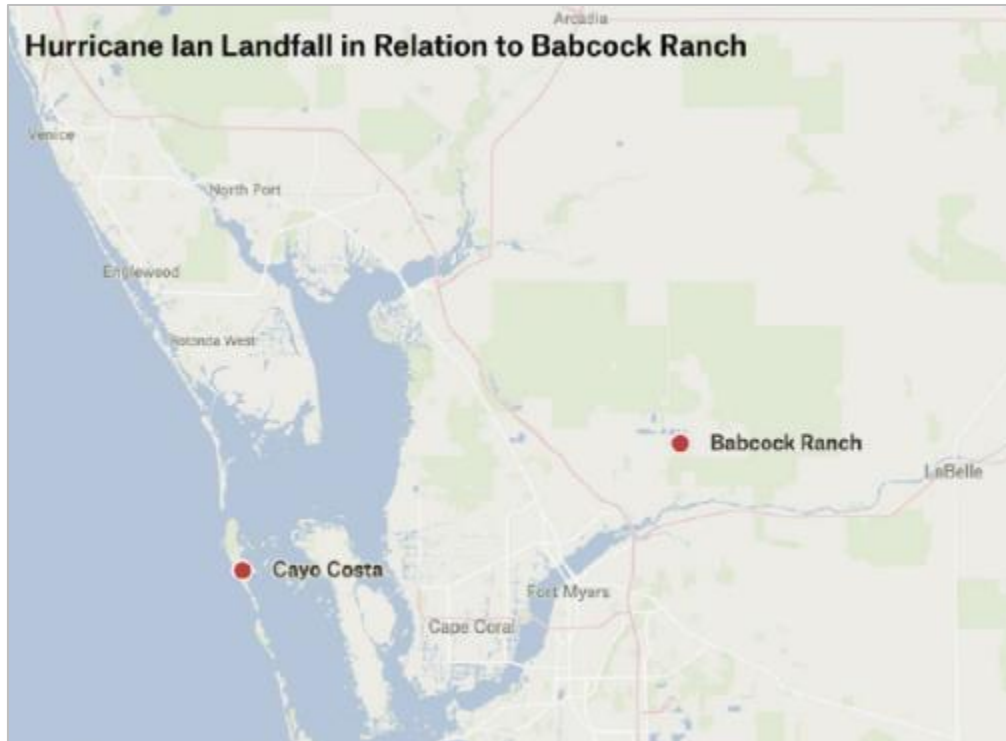 Arcadia
Hurricane Ian Landfall in Relation to Babcock Ranch
Venice
North Port
Englewood
Rotonda West
Babcock Ranch
LaBelle
Cayo Costa
Fort Myers
Cape Coral